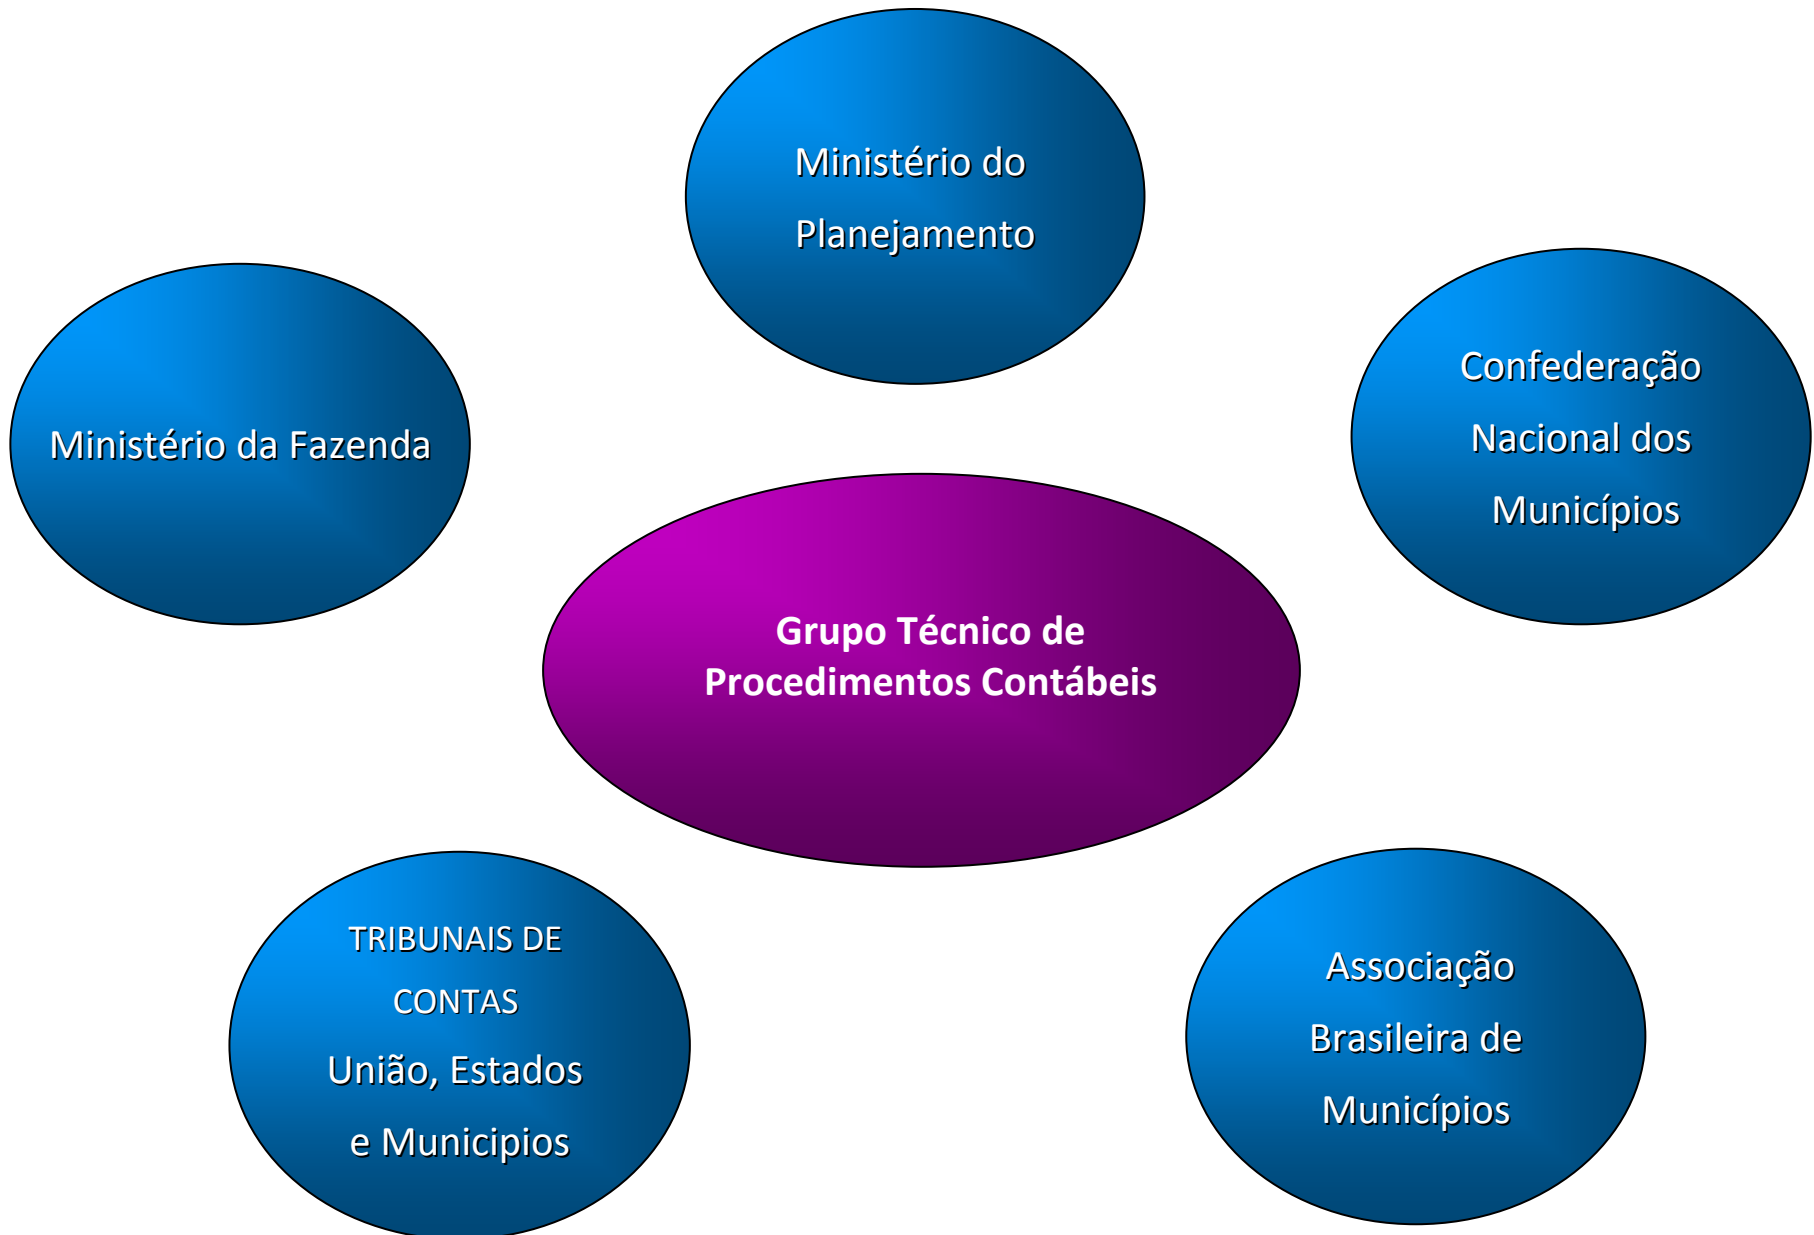 Ministério do
Planejamento
Ministério da Fazenda
Confederação
Nacional dos
Municípios
Grupo Técnico de
Procedimentos Contábeis
TRIBUNAIS DE
CONTAS
União, Estados
e Municipios
Associação
Brasileira de
Municípios